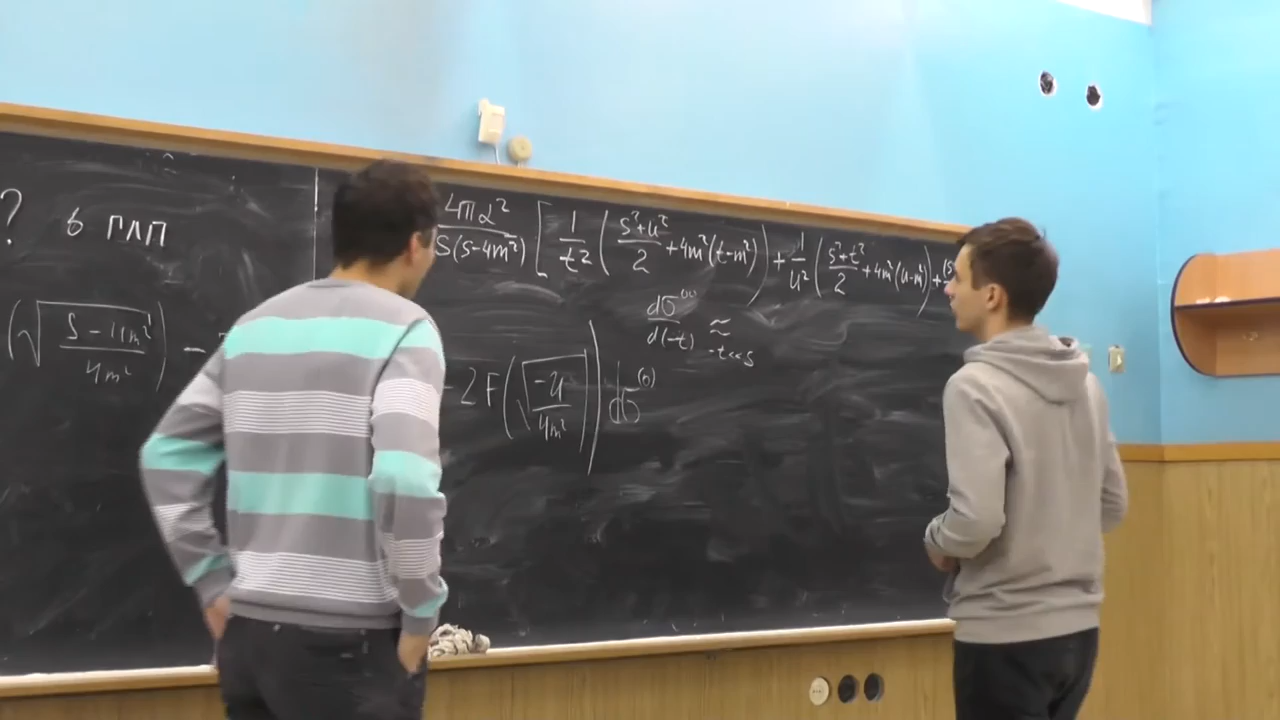 ? в ГЛП
4πα² / S(S-4m²) [ 1/t² ( (S²+u²)/2 + 4m²(t-m²) ) + 1/u² ( (S²+t²)/2 + 4m²(u-m²) ) + (S
dσ⁽⁰⁾ / d(-t) ≈ -t<<S
(√((S-4m²)/4m²)) -
- 2F(√(-u/4m²)) | dσ⁽⁰⁾